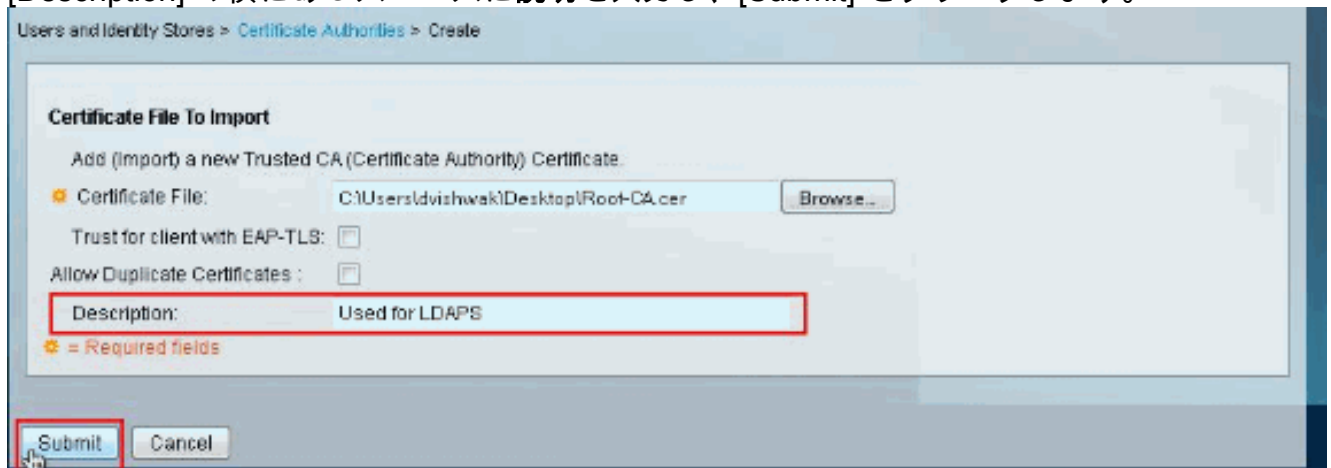 Users and Identity Stores > Certificate Authorities > Create
Certificate File To Import
Add (Import) a new Trusted CA (Certificate Authority) Certificate.
Certificate File: C:\Users\dvishwak\Desktop\Root-CA.cer Browse...
Trust for client with EAP-TLS:
Allow Duplicate Certificates :
Description: Used for LDAPS
= Required fields
Submit Cancel